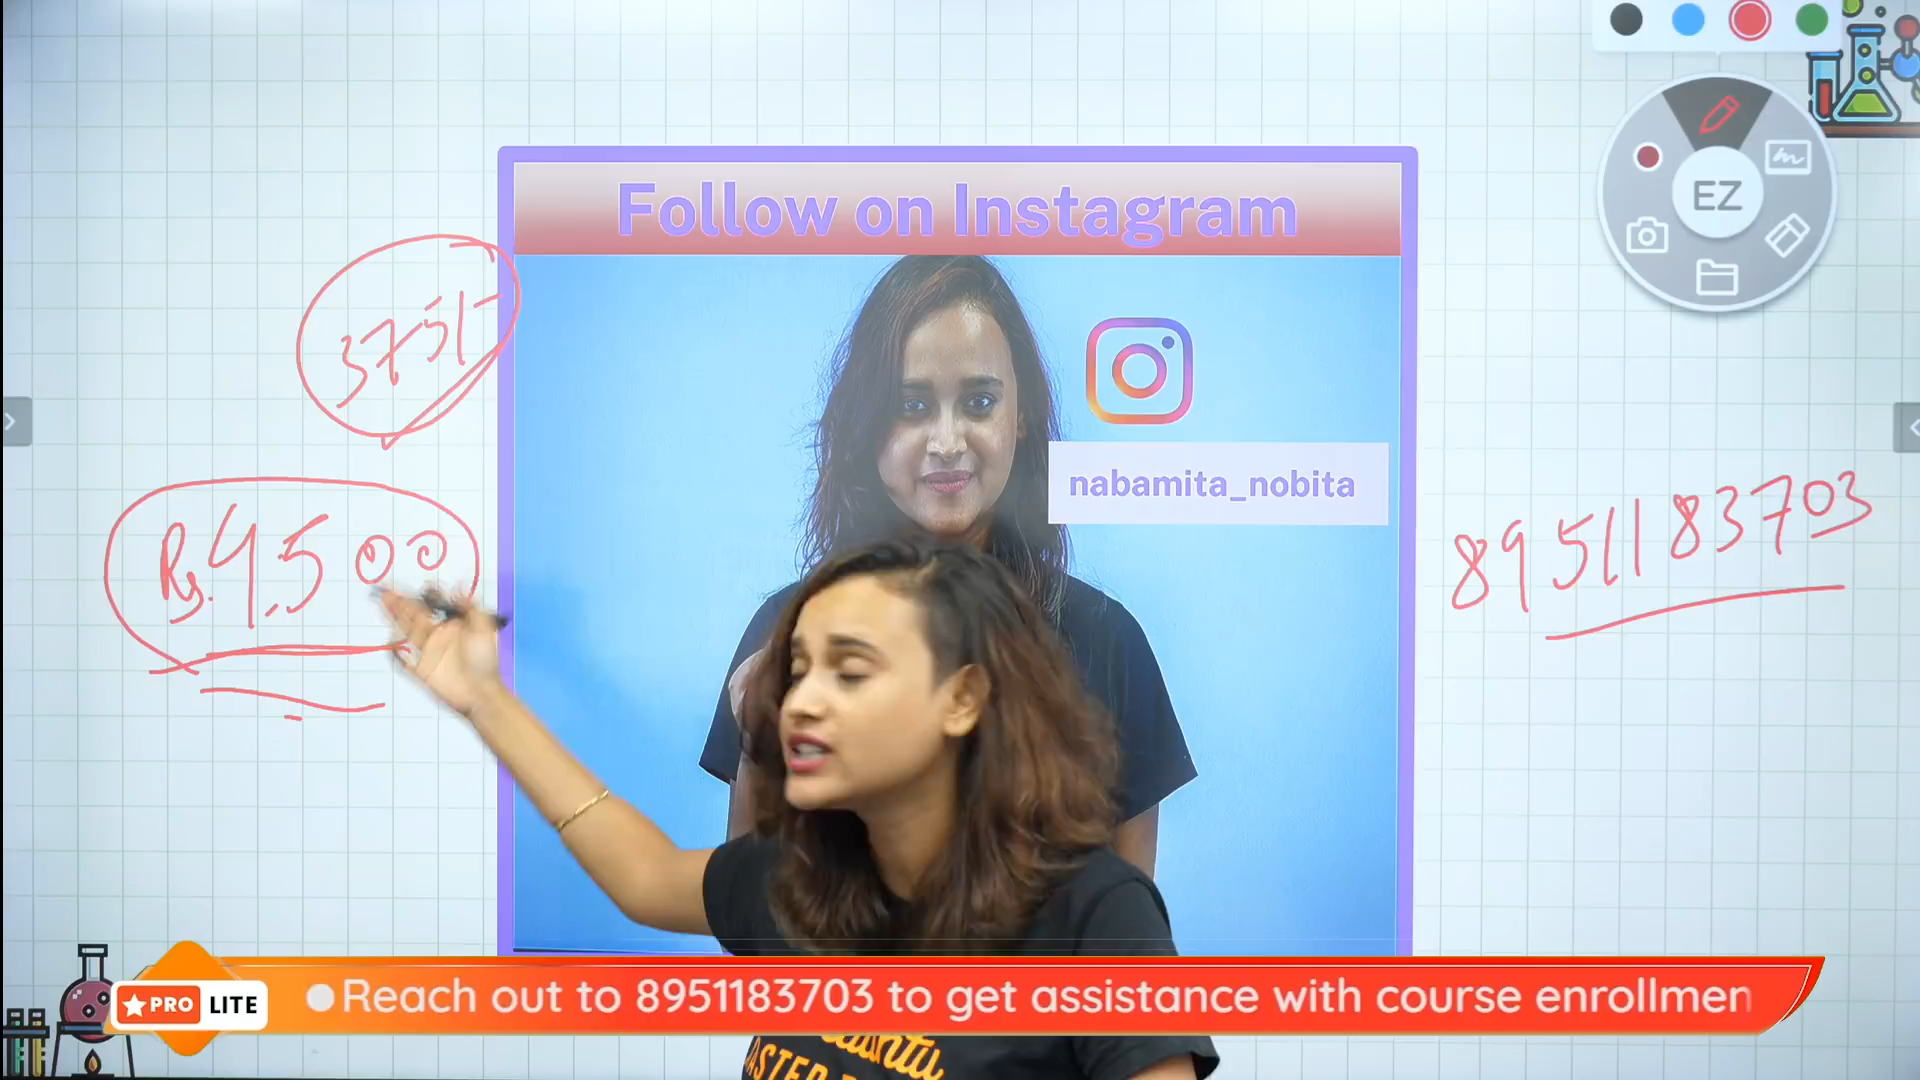 EZ
Follow on Instagram
375/-
nabamita_nobita
Rs.4,500
8951183703
PRO LITE
Reach out to 8951183703 to get assistance with course enrollmen